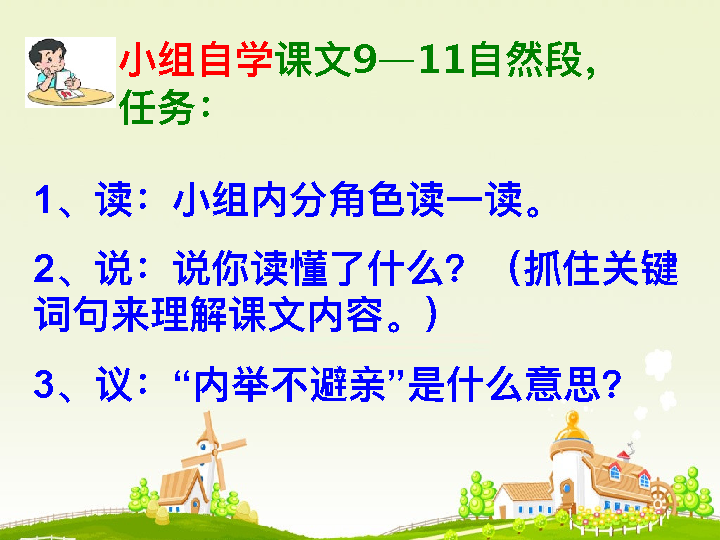 小组自学课文9—11自然段，
任务：
1、读：小组内分角色读一读。
2、说：说你读懂了什么？（抓住关键
词句来理解课文内容。）
3、议：“内举不避亲”是什么意思？